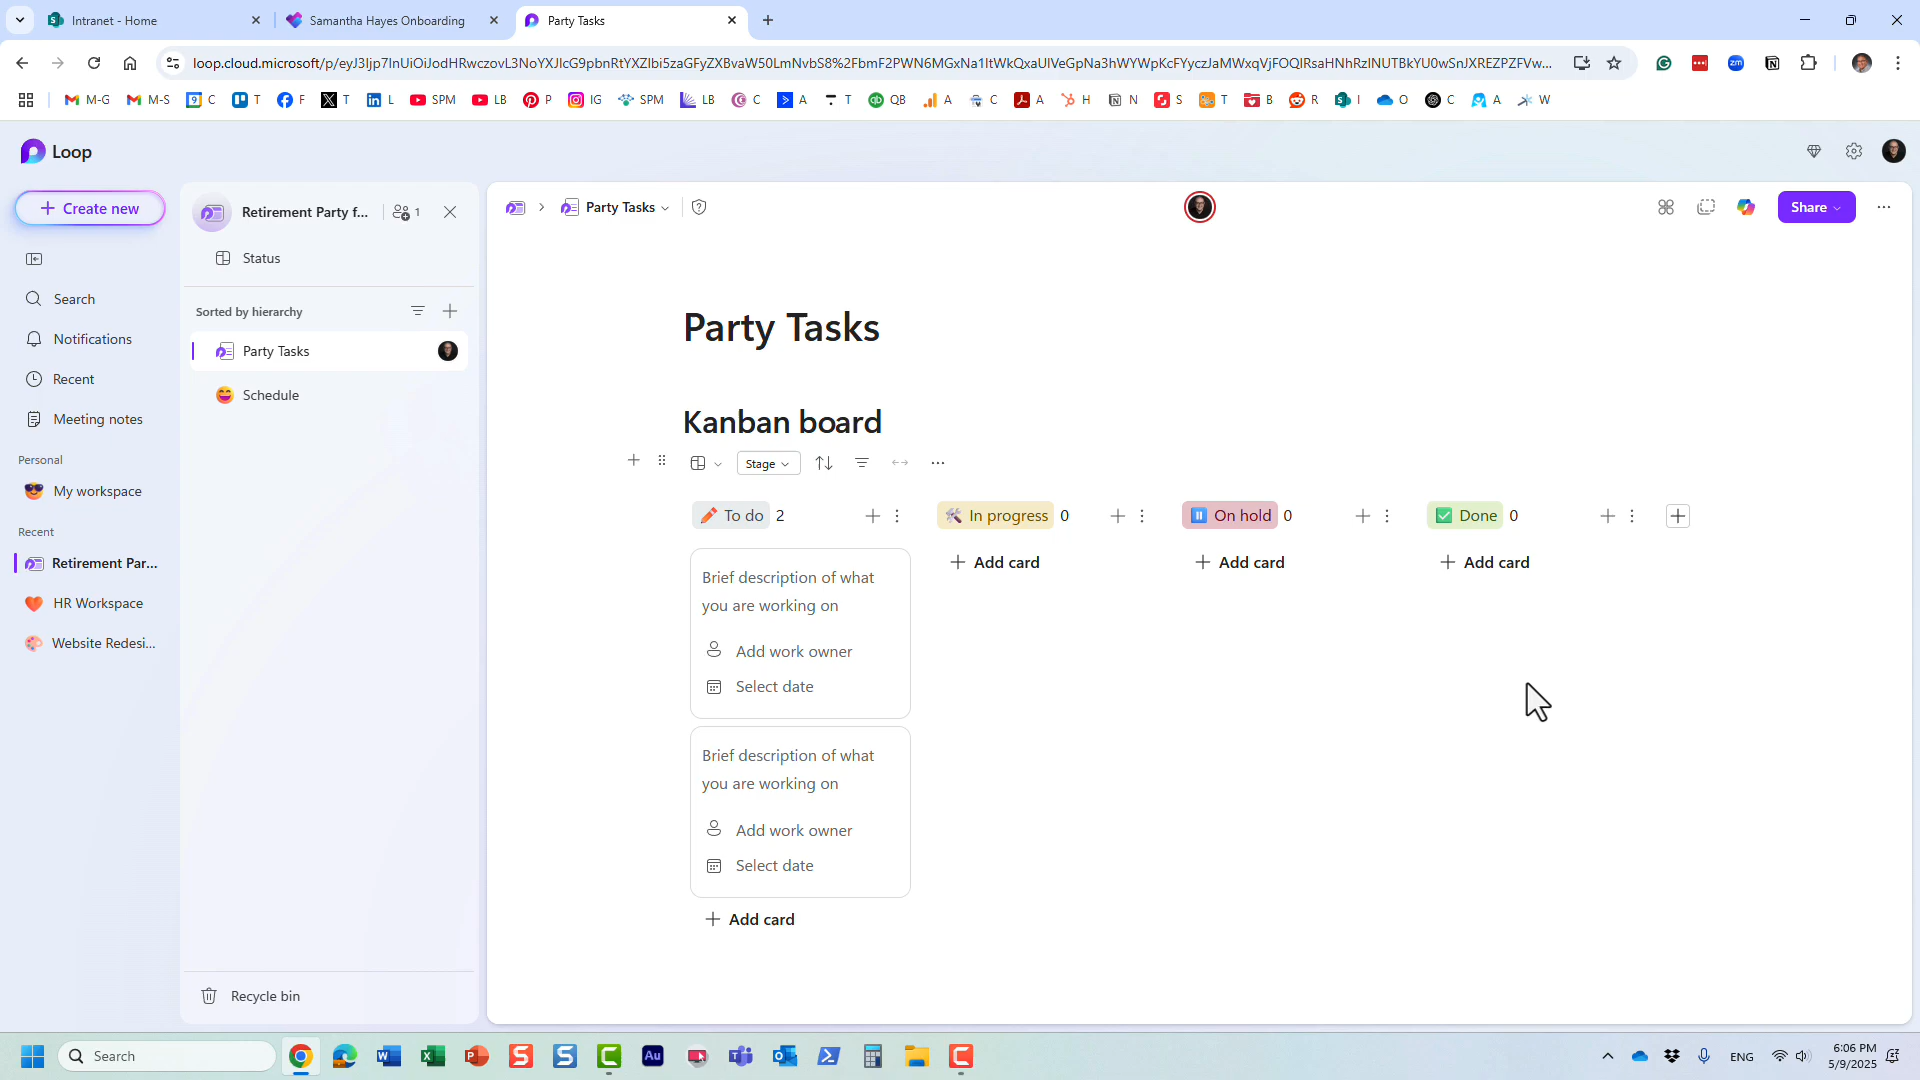 Intranet - Home
Samantha Hayes Onboarding
Party Tasks
M-G
M-S
C
T
F
T
L
SPM
LB
P
IG
SPM
LB
C
A
T
QB
A
C
A
H
N
S
T
B
R
I
O
C
A
W
Loop
Create new
Search
Notifications
Recent
Meeting notes
Personal
My workspace
Recent
Retirement Par...
HR Workspace
Website Redesi...
Retirement Party f...
1
Status
Sorted by hierarchy
Party Tasks
Schedule
Recycle bin
Party Tasks
Share
Party Tasks
Kanban board
Stage
To do 2
In progress 0
On hold 0
Done 0
Add card
Add card
Add card
Brief description of what
you are working on
Add work owner
Select date
Brief description of what
you are working on
Add work owner
Select date
Add card
Search
ENG
6:06 PM
5/9/2025